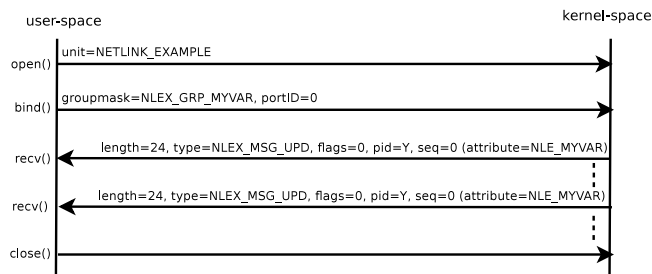 user-space
kernel-space
unit=NETLINK_EXAMPLE
open()
groupmask=NLEX_GRP_MYVAR, portID=0
bind()
length=24, type=NLEX_MSG_UPD, flags=0, pid=Y, seq=0 (attribute=NLE_MYVAR)
recv()
length=24, type=NLEX_MSG_UPD, flags=0, pid=Y, seq=0 (attribute=NLE_MYVAR)
recv()
close()